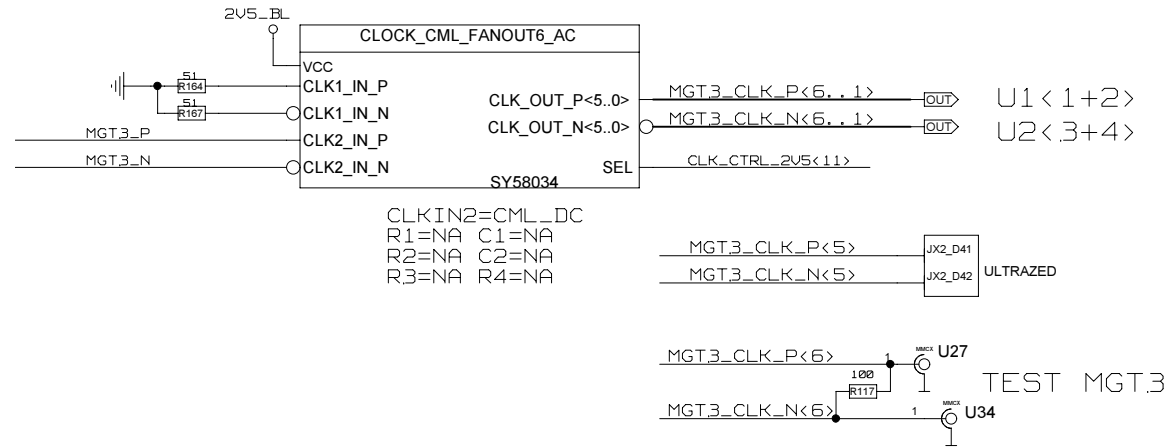 2V5_BL
CLOCK_CML_FANOUT6_AC
VCC
51
R164
CLK1_IN_P
51
R167
CLK1_IN_N
CLK_OUT_P<5..0>
MGT3_CLK_P<6..1>
OUT
U1<1+2>
CLK_OUT_N<5..0>
MGT3_CLK_N<6..1>
OUT
U2<3+4>
MGT3_P
CLK2_IN_P
MGT3_N
CLK2_IN_N
SEL
CLK_CTRL_2V5<11>
SY58034
CLKIN2=CML_DC
R1=NA C1=NA
R2=NA C2=NA
R3=NA R4=NA
MGT3_CLK_P<5>
JX2_D41
MGT3_CLK_N<5>
JX2_D42
ULTRAZED
MGT3_CLK_P<6>
1
MMCX
U27
100
R117
TEST MGT3
MGT3_CLK_N<6>
1
MMCX
U34